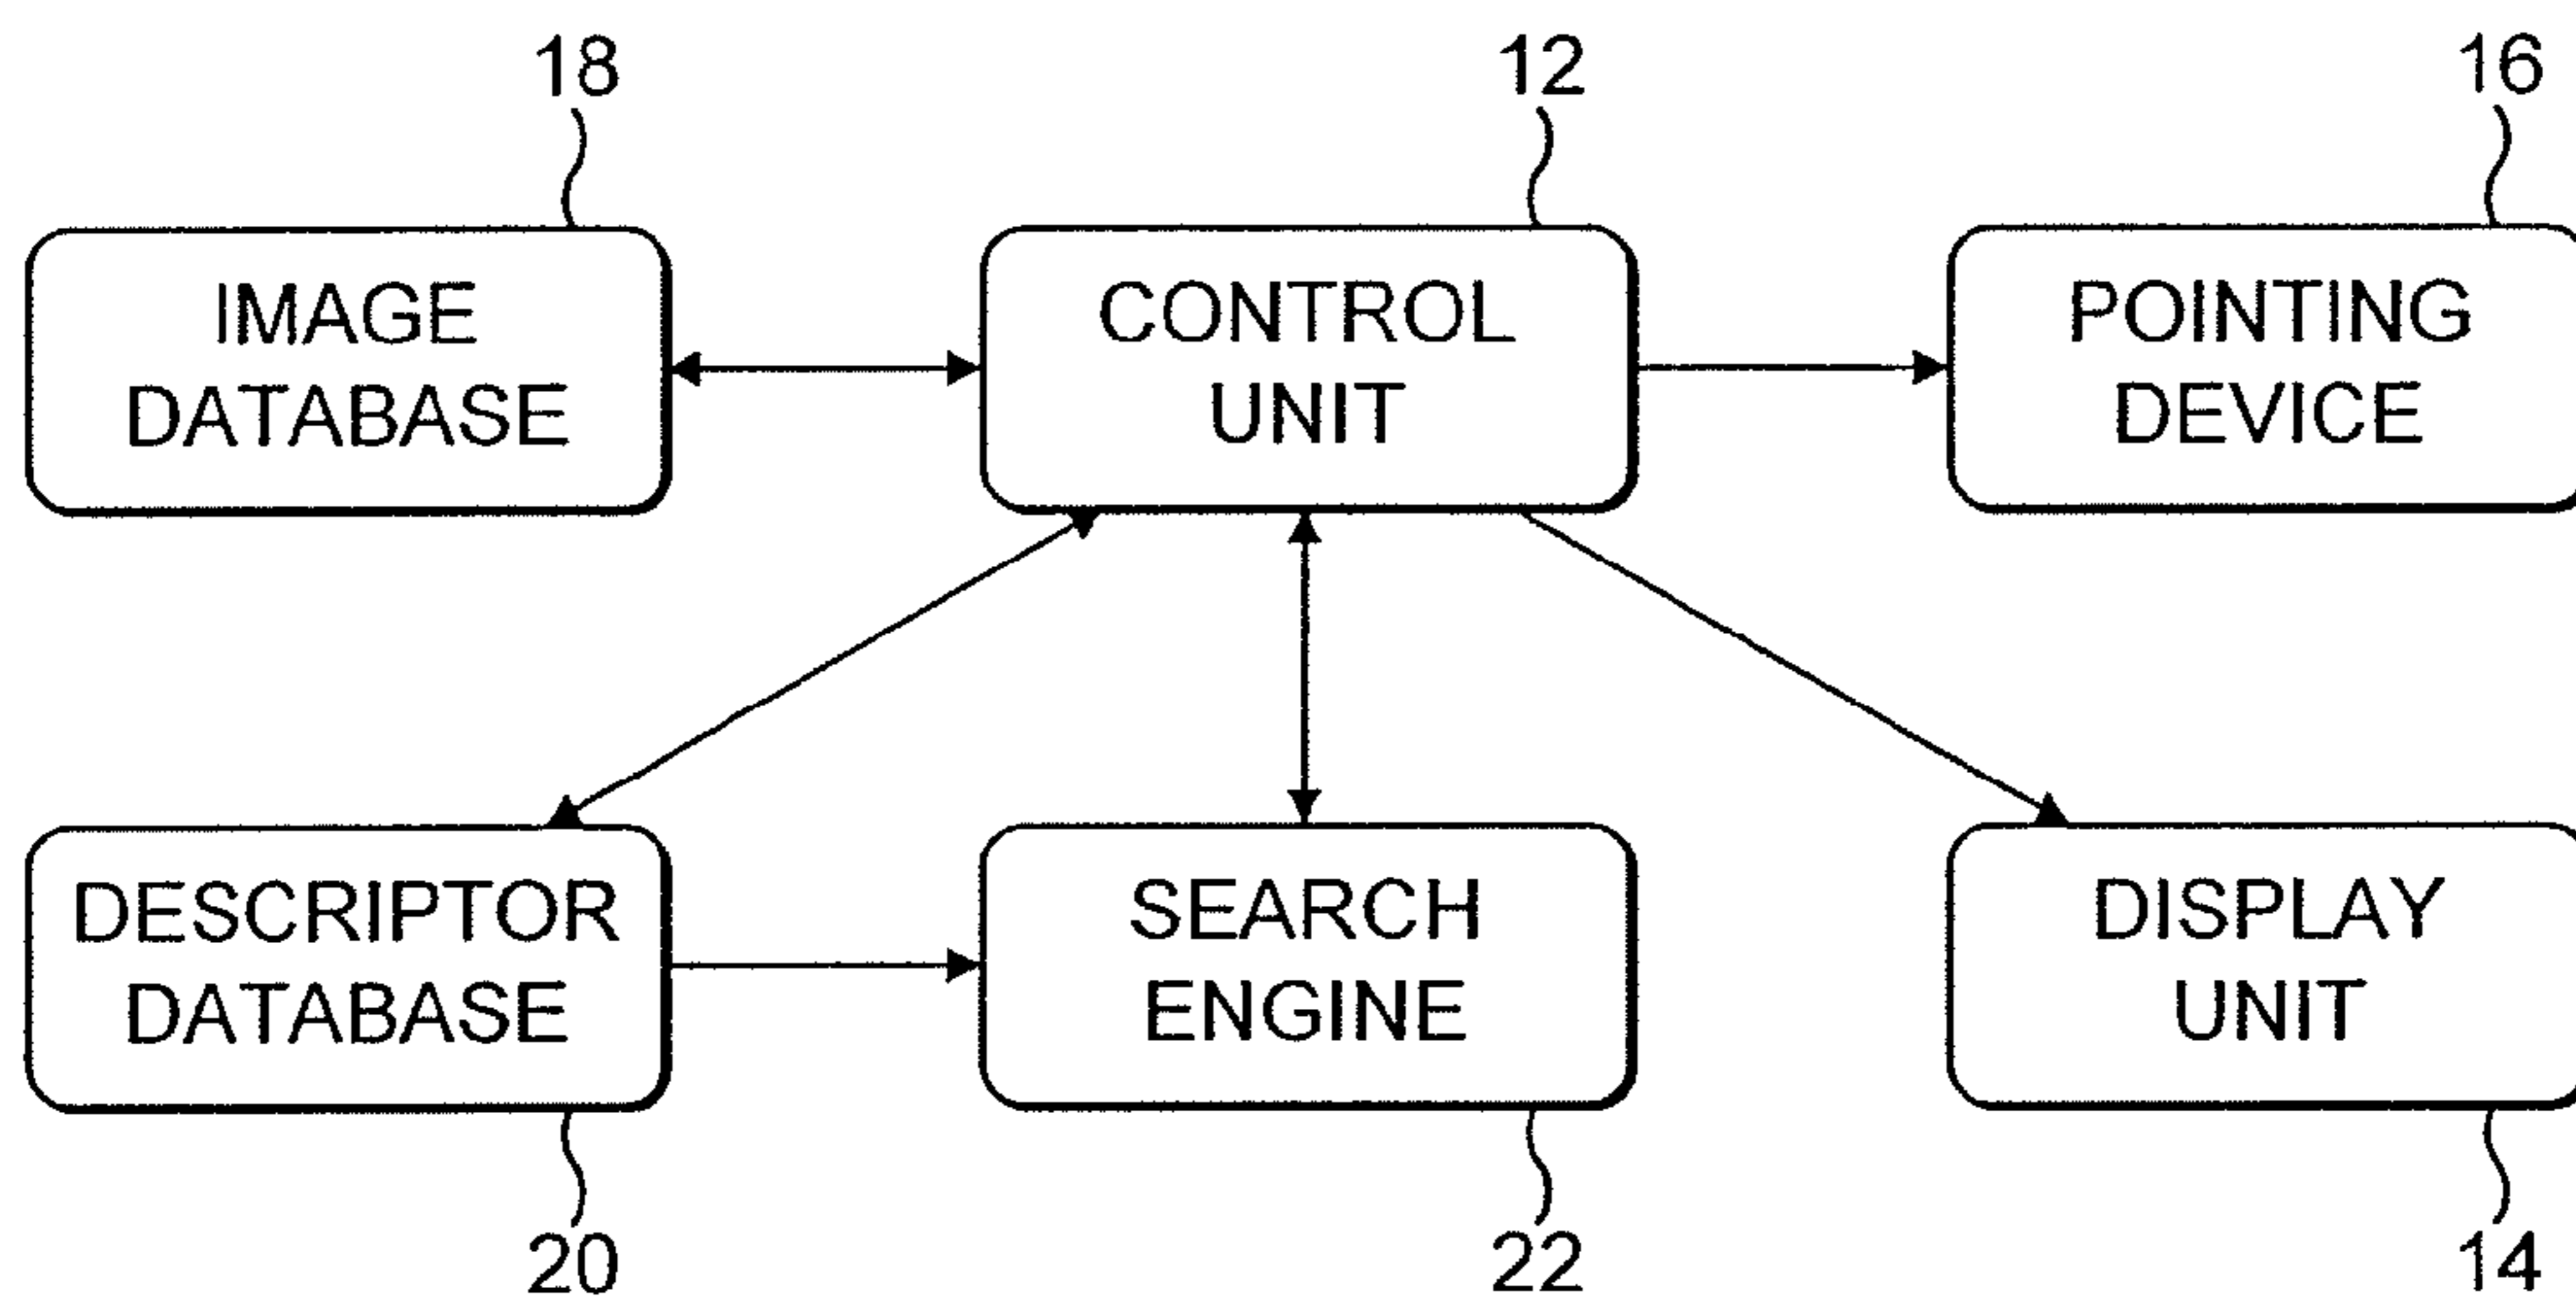 18
12
16
IMAGE
DATABASE
CONTROL
UNIT
POINTING
DEVICE
DESCRIPTOR
DATABASE
SEARCH
ENGINE
DISPLAY
UNIT
20
22
14